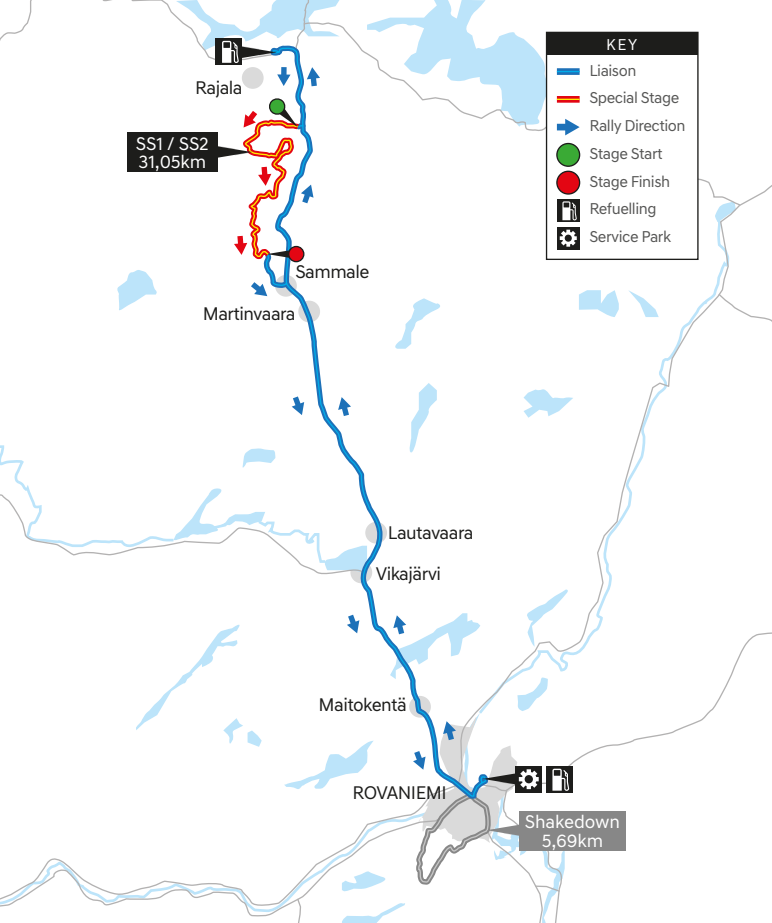 KEY
Liaison
Special Stage
Rally Direction
Stage Start
Stage Finish
Refuelling
Service Park
Rajala
SS1 / SS2
31,05km
Sammale
Martinvaara
Lautavaara
Vikajärvi
Maitokentä
ROVANIEMI
Shakedown
5,69km